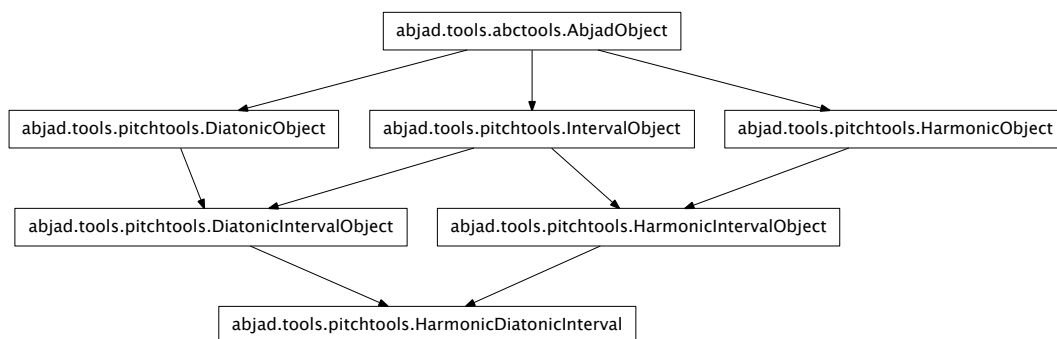 abjad.tools.abctools.AbjadObject
abjad.tools.pitchtools.DiatonicObject
abjad.tools.pitchtools.IntervalObject
abjad.tools.pitchtools.HarmonicObject
abjad.tools.pitchtools.DiatonicIntervalObject
abjad.tools.pitchtools.HarmonicIntervalObject
abjad.tools.pitchtools.HarmonicDiatonicInterval